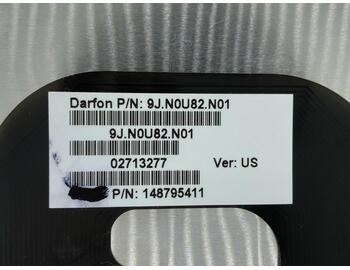 Darfon P/N: 9J.N0U82.N01
9J.N0U82.N01
02713277 Ver: US
P/N: 148795411